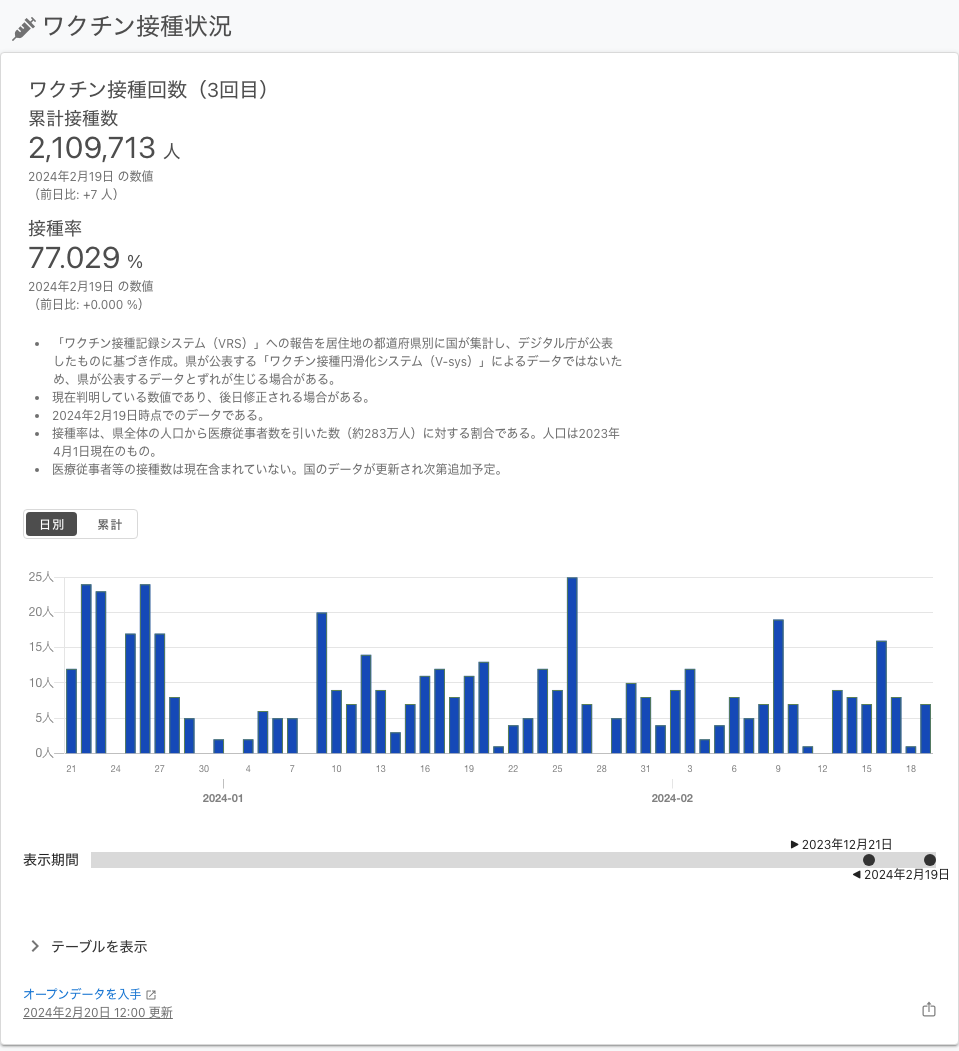 ワクチン接種状況
ワクチン接種回数（3回目）
累計接種数
2,109,713 人
2024年2月19日 の数値
（前日比: +7 人）
接種率
77.029 %
2024年2月19日 の数値
（前日比: +0.000 %）
• 「ワクチン接種記録システム（VRS）」への報告を居住地の都道府県別に国が集計し、デジタル庁が公表
したものに基づき作成。県が公表する「ワクチン接種円滑化システム（V-sys）」によるデータではないた
め、県が公表するデータとずれが生じる場合がある。
• 現在判明している数値であり、後日修正される場合がある。
• 2024年2月19日時点でのデータである。
• 接種率は、県全体の人口から医療従事者数を引いた数（約283万人）に対する割合である。人口は2023年
4月1日現在のもの。
• 医療従事者等の接種数は現在含まれていない。国のデータが更新され次第追加予定。
日別 累計
25人
20人
15人
10人
5人
0人
21 24 27 30 4 7 10 13 16 19 22 25 28 31 3 6 9 12 15 18
2024-01 2024-02
▶ 2023年12月21日
表示期間
◀ 2024年2月19日
テーブルを表示
オープンデータを入手
2024年2月20日 12:00 更新